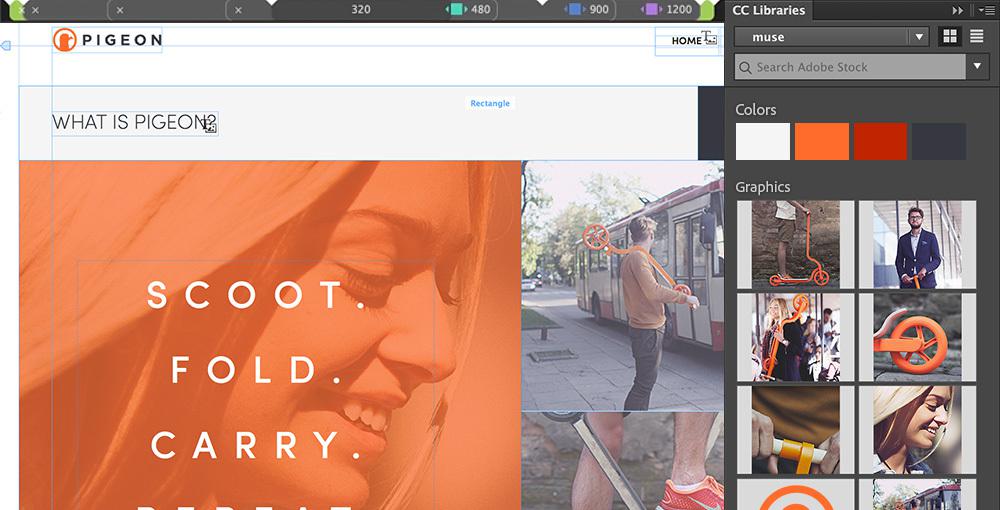 320
480
900
1200
CC Libraries
PIGEON
HOME
muse
Search Adobe Stock
Rectangle
WHAT IS PIGEON?
Colors
Graphics
SCOOT.
FOLD.
CARRY.